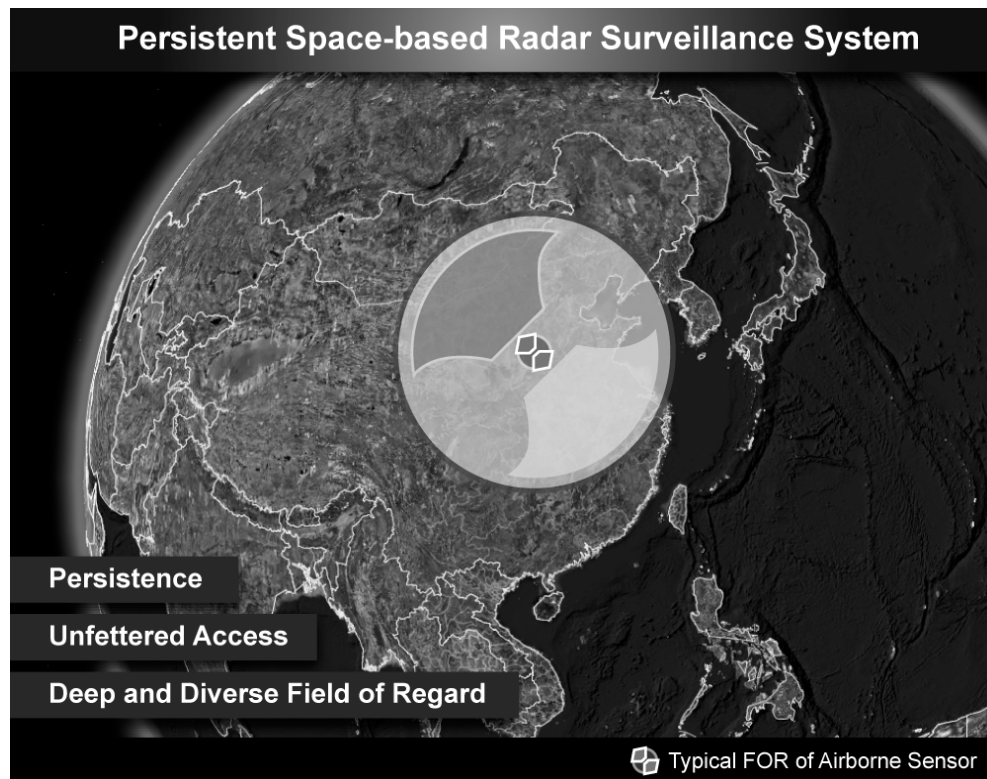 Persistent Space-based Radar Surveillance System
Persistence
Unfettered Access
Deep and Diverse Field of Regard
Typical FOR of Airborne Sensor